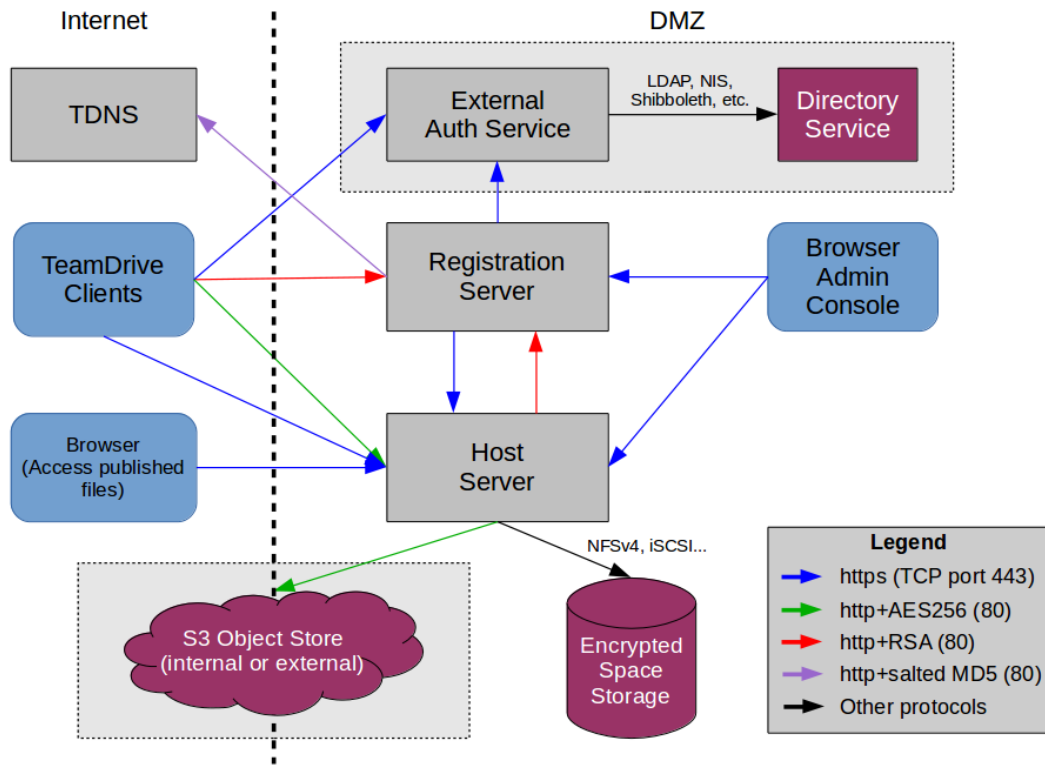 Internet
DMZ
TDNS
External
Auth Service
LDAP, NIS,
Shibboleth, etc.
Directory
Service
TeamDrive
Clients
Registration
Server
Browser
Admin
Console
Browser
(Access published
files)
Host
Server
NFSv4, iSCSI...
S3 Object Store
(internal or external)
Encrypted
Space
Storage
Legend
https (TCP port 443)
http+AES256 (80)
http+RSA (80)
http+salted MD5 (80)
Other protocols